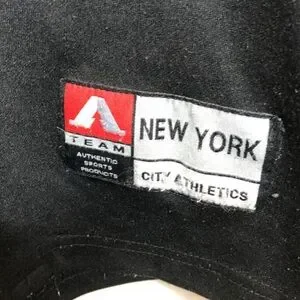 A
TEAM
AUTHENTIC
SPORTS
PRODUCTS
NEW YORK
CITY ATHLETICS